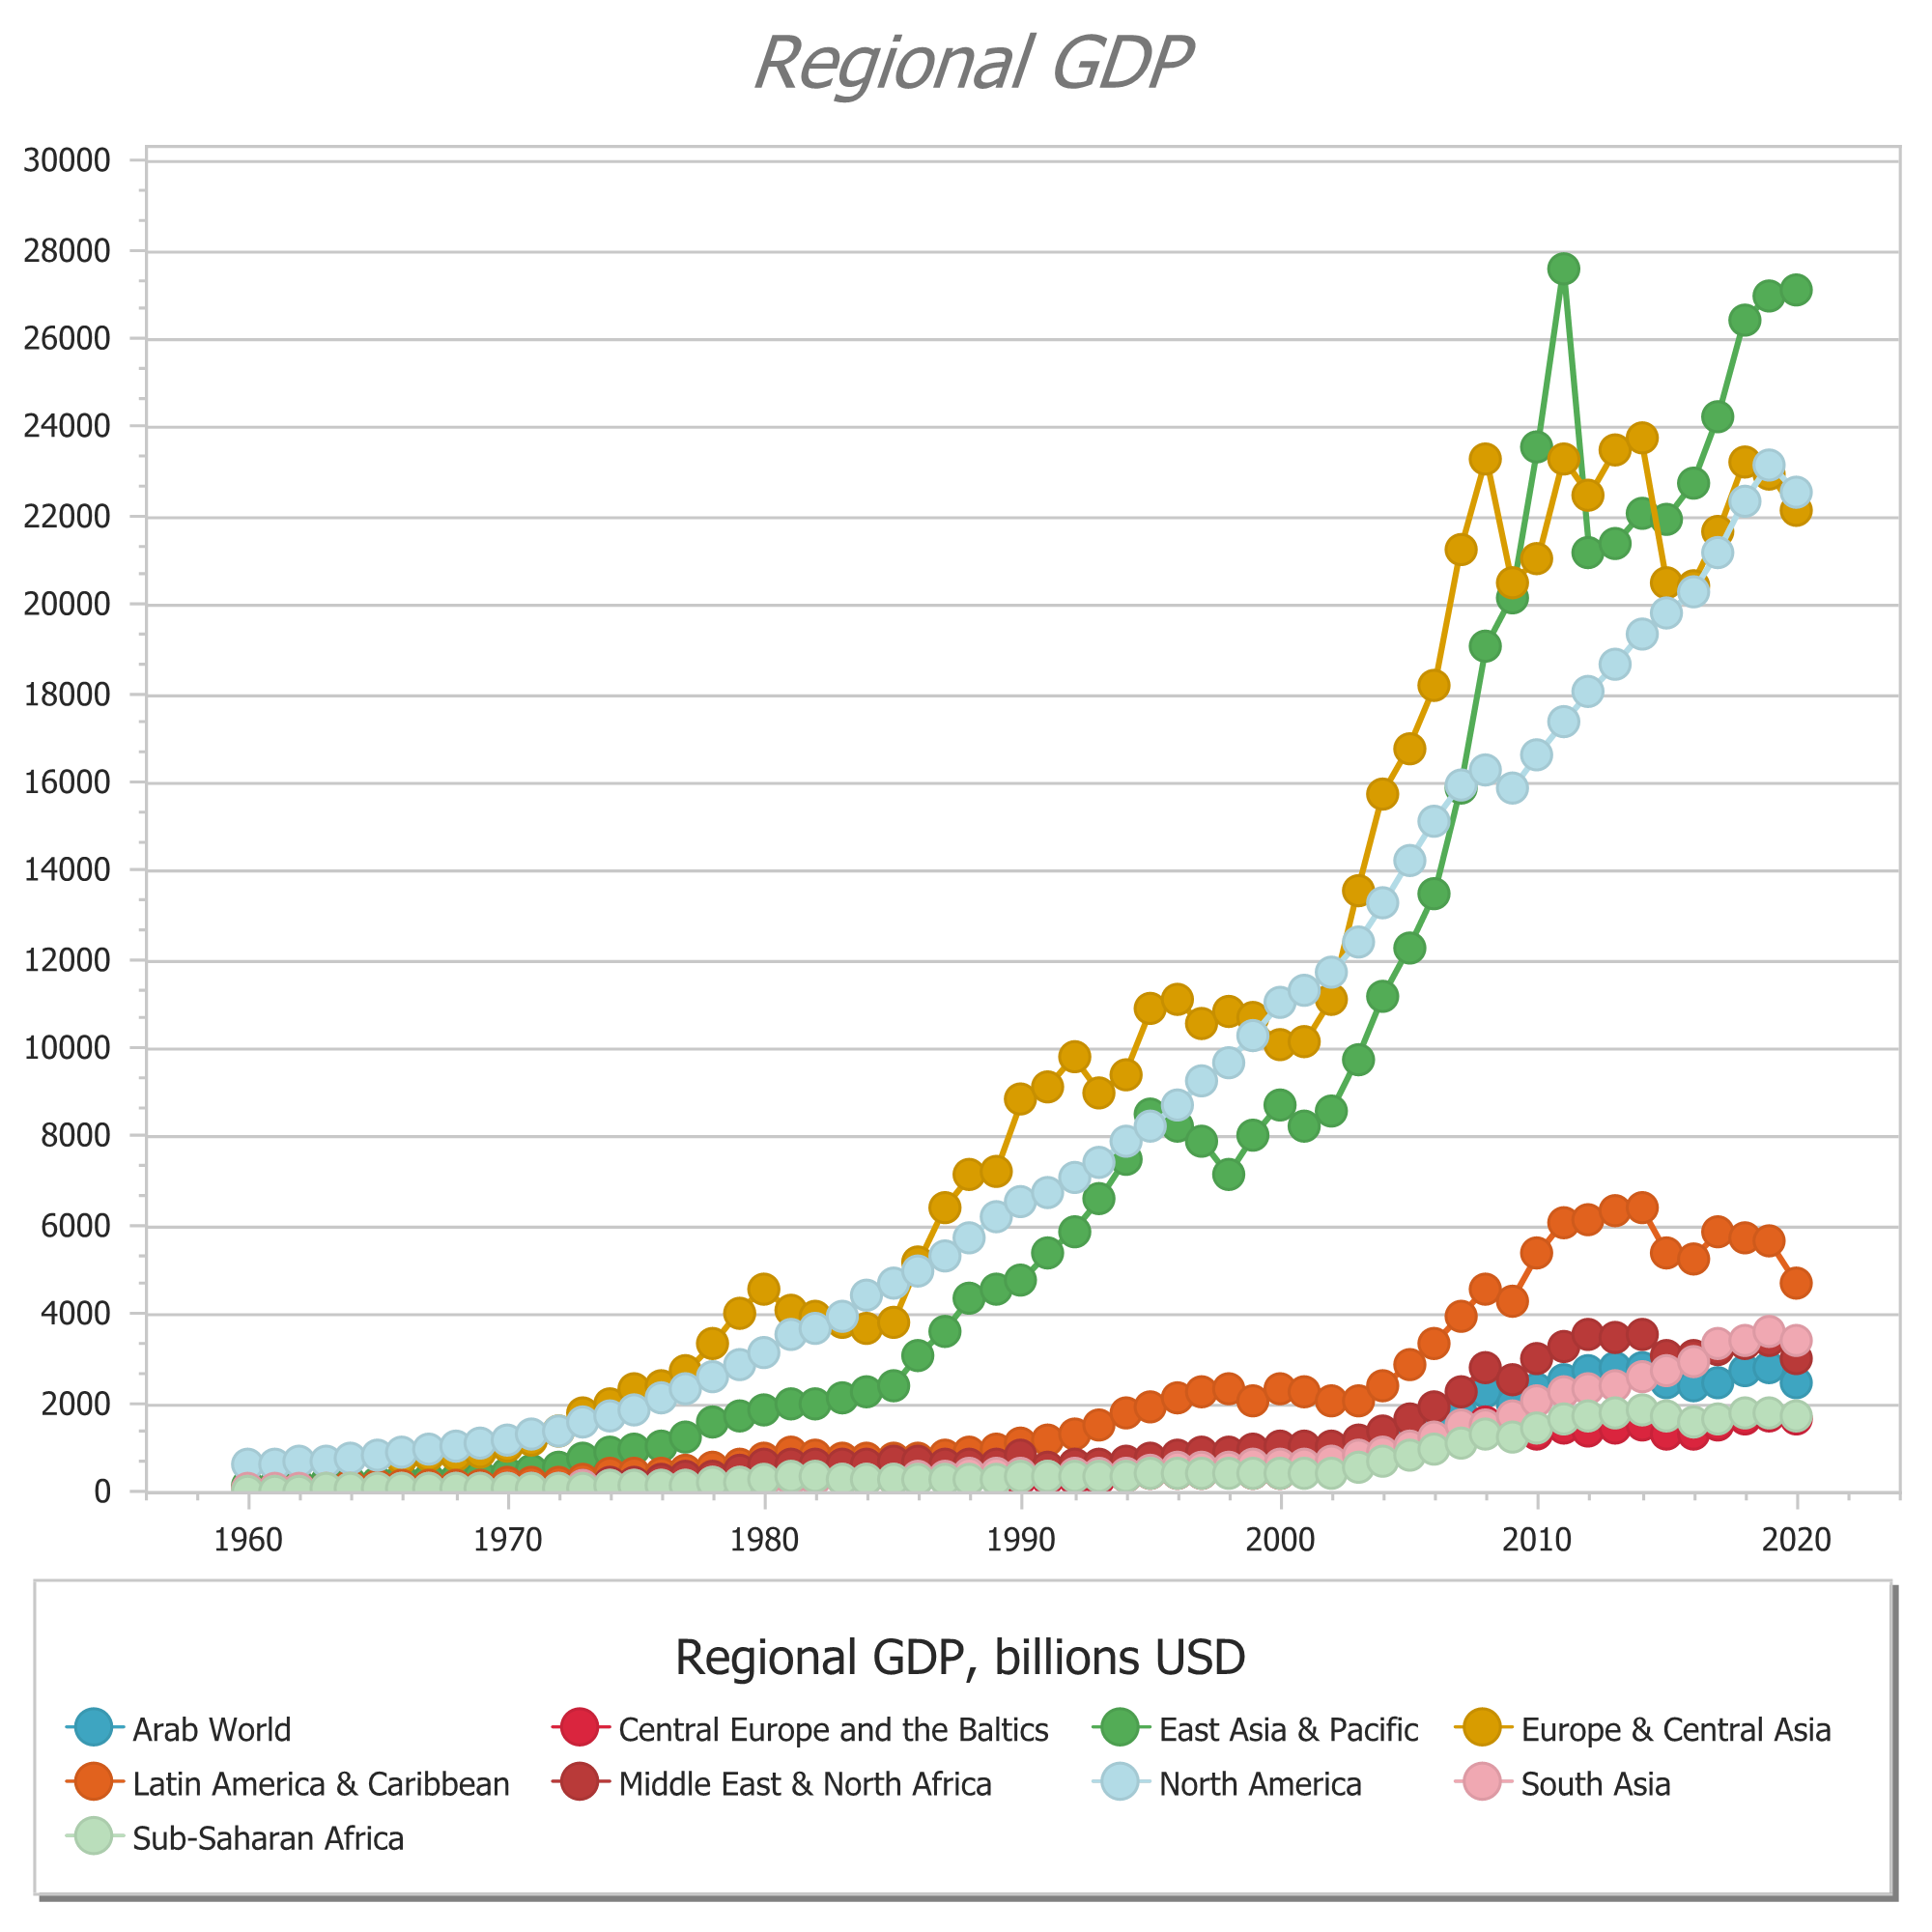 Regional GDP
30000
28000
26000
24000
22000
20000
18000
16000
14000
12000
10000
8000
6000
4000
2000
0
1960 1970 1980 1990 2000 2010 2020
Regional GDP, billions USD
Arab World Central Europe and the Baltics East Asia & Pacific Europe & Central Asia
Latin America & Caribbean Middle East & North Africa North America South Asia
Sub-Saharan Africa